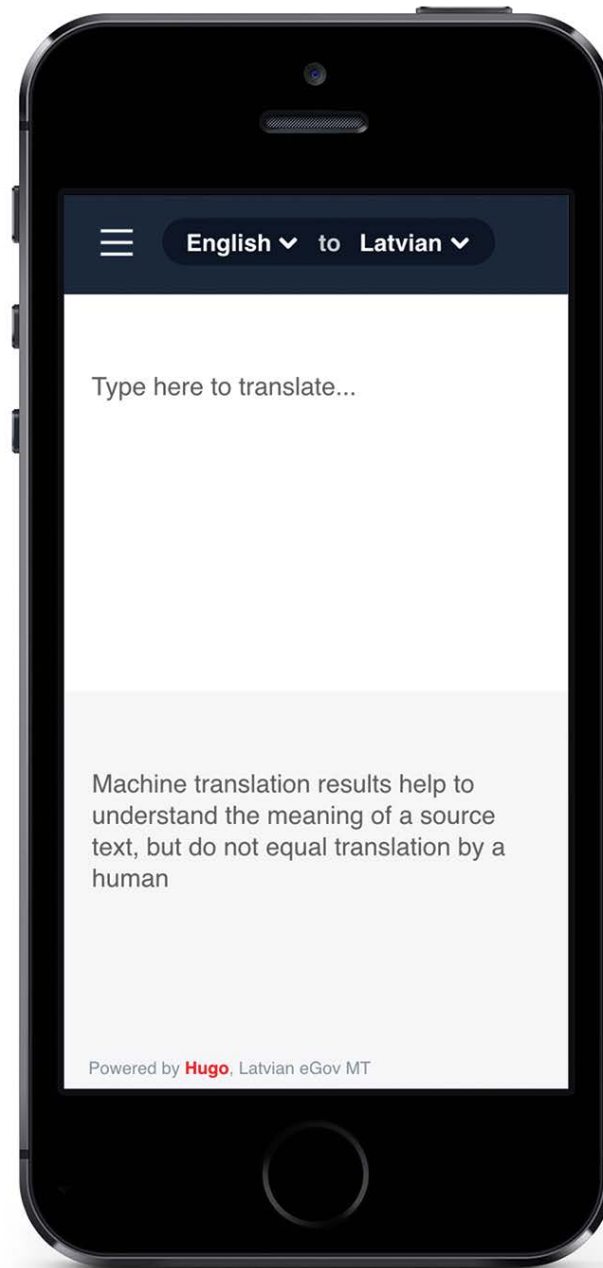 English to Latvian
Type here to translate...
Machine translation results help to
understand the meaning of a source
text, but do not equal translation by a
human
Powered by Hugo, Latvian eGov MT